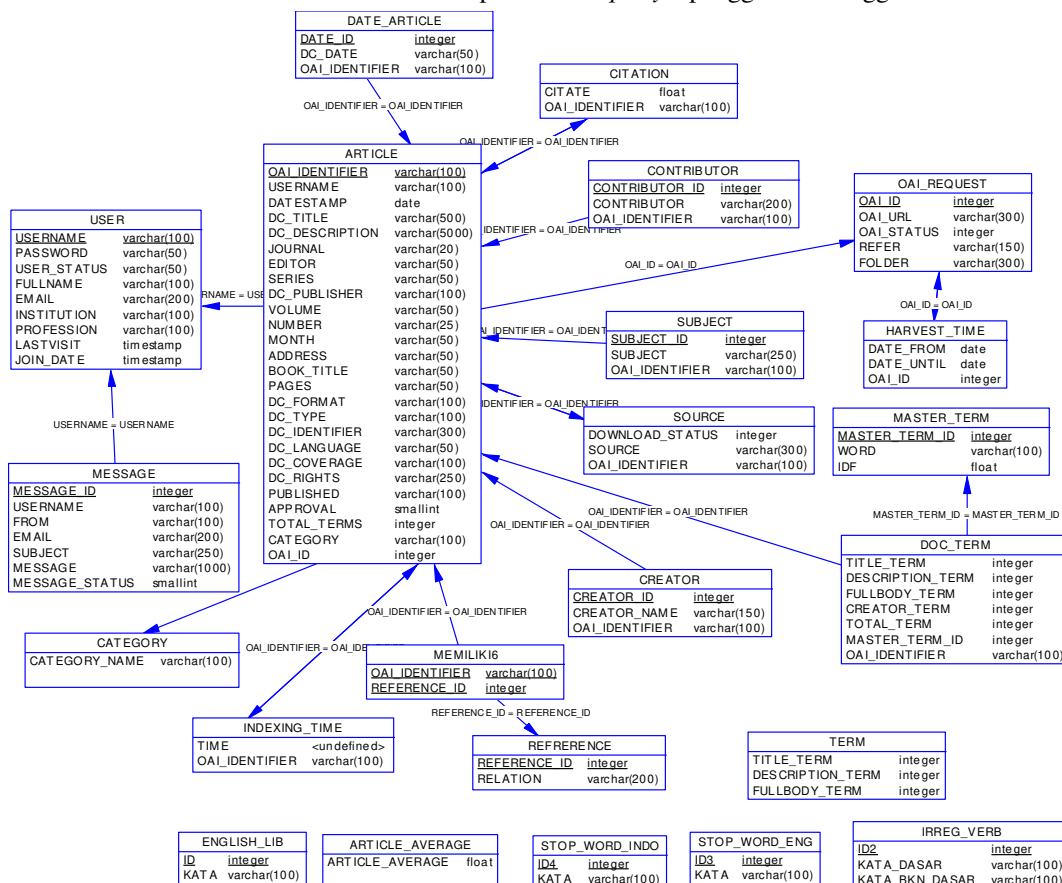 DATE_ARTICLE
DATE_ID integer
DC_DATE varchar(50)
OAI_IDENTIFIER varchar(100)
OAI_IDENTIFIER = OAI_IDENTIFIER
CITATION
CITATE float
OAI_IDENTIFIER varchar(100)
OAI_IDENTIFIER = OAI_IDENTIFIER
ARTICLE
OAI_IDENTIFIER varchar(100)
USERNAME varchar(100)
DATESTAMP date
DC_TITLE varchar(500)
DC_DESCRIPTION varchar(5000)
JOURNAL varchar(20)
EDITOR varchar(50)
SERIES varchar(50)
DC_PUBLISHER varchar(100)
VOLUME varchar(50)
NUMBER varchar(25)
MONTH varchar(50)
ADDRESS varchar(50)
BOOK_TITLE varchar(50)
PAGES varchar(50)
DC_FORMAT varchar(100)
DC_TYPE varchar(100)
DC_IDENTIFIER varchar(300)
DC_LANGUAGE varchar(50)
DC_COVERAGE varchar(100)
DC_RIGHTS varchar(250)
PUBLISHED varchar(100)
APPROVAL smallint
TOTAL_TERMS integer
CATEGORY varchar(100)
OAI_ID integer
CONTRIBUTOR
CONTRIBUTOR_ID integer
CONTRIBUTOR varchar(200)
OAI_IDENTIFIER varchar(100)
IDENTIFIER = OAI_IDENTIFIER
OAI_REQUEST
OAI_ID integer
OAI_URL varchar(300)
OAI_STATUS integer
REFER varchar(150)
FOLDER varchar(300)
OAI_ID = OAI_ID
OAI_ID = OAI_ID
USER
USERNAME varchar(100)
PASSWORD varchar(50)
USER_STATUS varchar(50)
FULLNAME varchar(100)
EMAIL varchar(200)
INSTITUTION varchar(100)
PROFESSION varchar(100)
LASTVISIT timestamp
JOIN_DATE timestamp
RNAME = USE
USERNAME = USERNAME
SUBJECT
SUBJECT_ID integer
SUBJECT varchar(250)
OAI_IDENTIFIER varchar(100)
AI_IDENTIFIER = OAI_IDENT
HARVEST_TIME
DATE_FROM date
DATE_UNTIL date
OAI_ID integer
SOURCE
DOWNLOAD_STATUS integer
SOURCE varchar(300)
OAI_IDENTIFIER varchar(100)
IDENTIFIER = OAI_IDENTIFIER
MASTER_TERM
MASTER_TERM_ID integer
WORD varchar(100)
IDF float
MASTER_TERM_ID = MASTER_TERM_ID
MESSAGE
MESSAGE_ID integer
USERNAME varchar(100)
FROM varchar(100)
EMAIL varchar(200)
SUBJECT varchar(250)
MESSAGE varchar(1000)
MESSAGE_STATUS smallint
OAI_IDENTIFIER = OAI_IDENTIFIER
OAI_IDENTIFIER = OAI_IDENTIFIER
DOC_TERM
TITLE_TERM integer
DESCRIPTION_TERM integer
FULLBODY_TERM integer
CREATOR_TERM integer
TOTAL_TERM integer
MASTER_TERM_ID integer
OAI_IDENTIFIER varchar(100)
CREATOR
CREATOR_ID integer
CREATOR_NAME varchar(150)
OAI_IDENTIFIER varchar(100)
OAI_IDENTIFIER = OAI_IDENTIFIER
CATEGORY
CATEGORY_NAME varchar(100)
MEMILIKI6
OAI_IDENTIFIER varchar(100)
REFERENCE_ID integer
REFERENCE_ID = REFERENCE_ID
INDEXING_TIME
TIME <undefined>
OAI_IDENTIFIER varchar(100)
REFRERENCE
REFERENCE_ID integer
RELATION varchar(200)
TERM
TITLE_TERM integer
DESCRIPTION_TERM integer
FULLBODY_TERM integer
ENGLISH_LIB
ID integer
KATA varchar(100)
ARTICLE_AVERAGE
ARTICLE_AVERAGE float
STOP_WORD_INDO
ID4 integer
KATA varchar(100)
STOP_WORD_ENG
ID3 integer
KATA varchar(100)
IRREG_VERB
ID2 integer
KATA_DASAR varchar(100)
KATA_BKN_DASAR varchar(100)